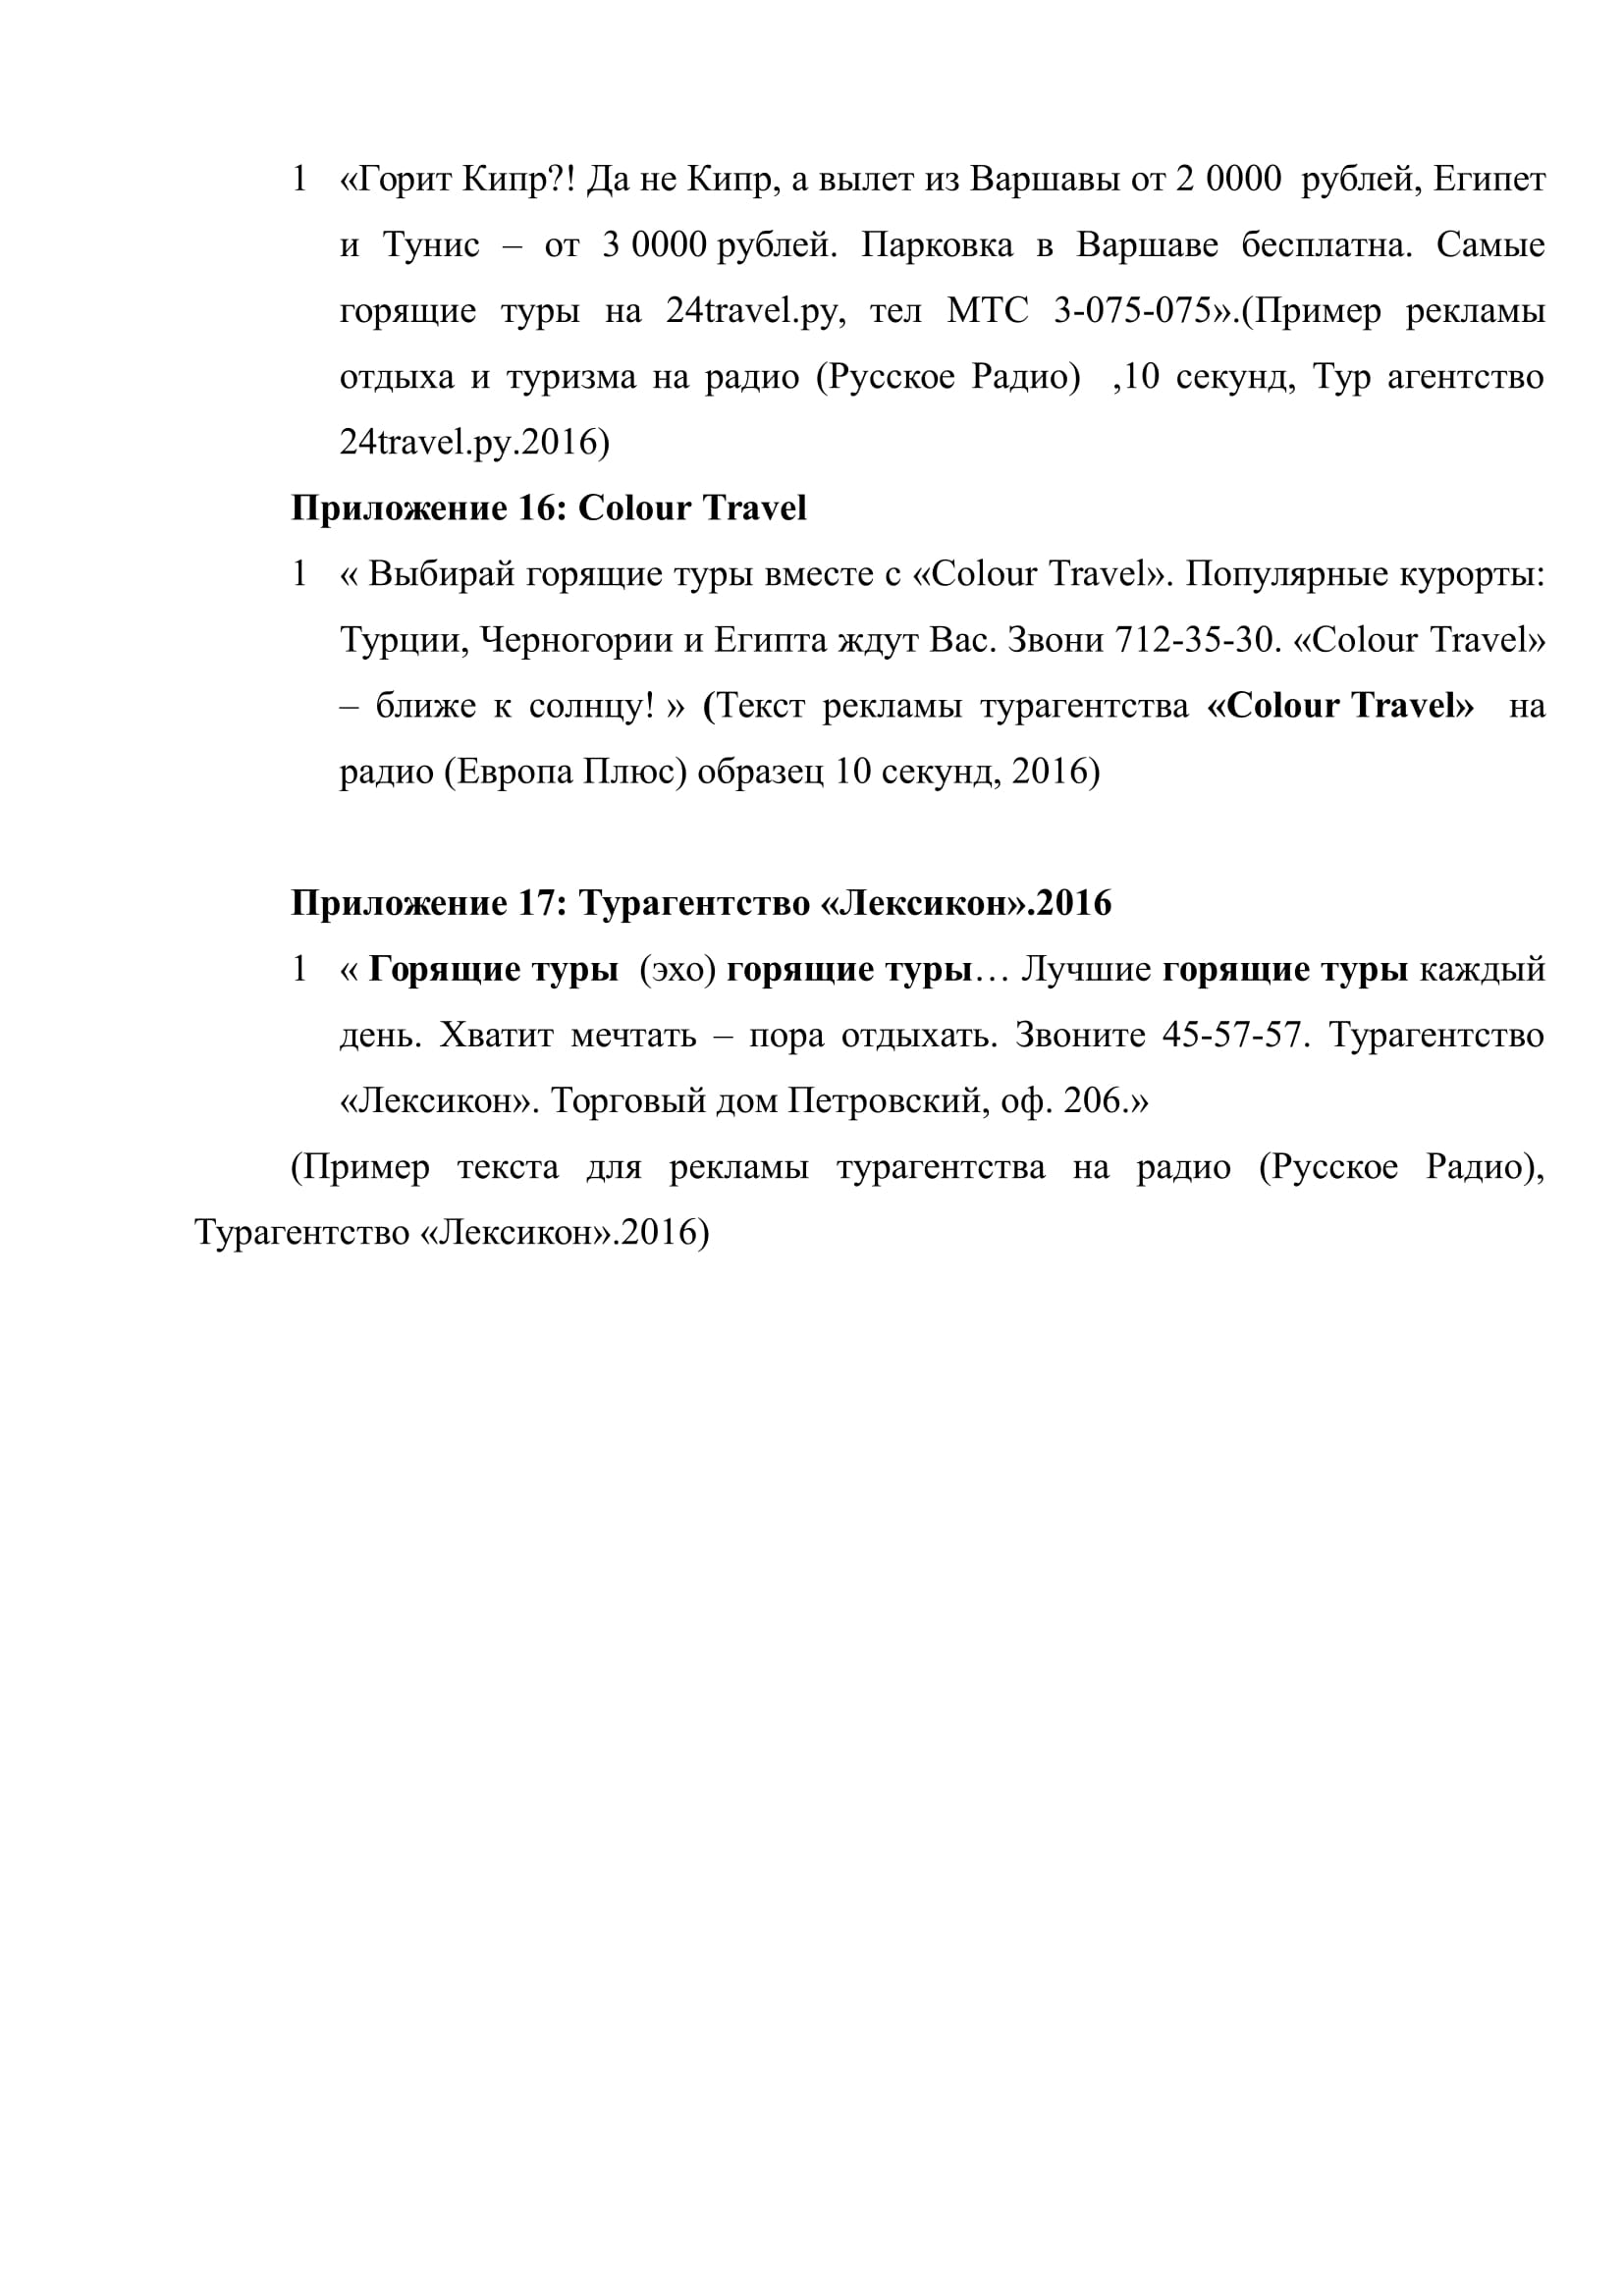 1 «Горит Кипр?! Да не Кипр, а вылет из Варшавы от 2 0000 рублей, Египет
и Тунис – от 3 0000 рублей. Парковка в Варшаве бесплатна. Самые
горящие туры на 24travel.ру, тел МТС 3-075-075».(Пример рекламы
отдыха и туризма на радио (Русское Радио) ,10 секунд, Тур агентство
24travel.ру.2016)
Приложение 16: Colour Travel
1 « Выбирай горящие туры вместе с «Colour Travel». Популярные курорты:
Турции, Черногории и Египта ждут Вас. Звони 712-35-30. «Colour Travel»
– ближе к солнцу! » (Текст рекламы турагентства «Colour Travel» на
радио (Европа Плюс) образец 10 секунд, 2016)
Приложение 17: Турагентство «Лексикон».2016
1 « Горящие туры (эхо) горящие туры… Лучшие горящие туры каждый
день. Хватит мечтать – пора отдыхать. Звоните 45-57-57. Турагентство
«Лексикон». Торговый дом Петровский, оф. 206.»
(Пример текста для рекламы турагентства на радио (Русское Радио),
Турагентство «Лексикон».2016)